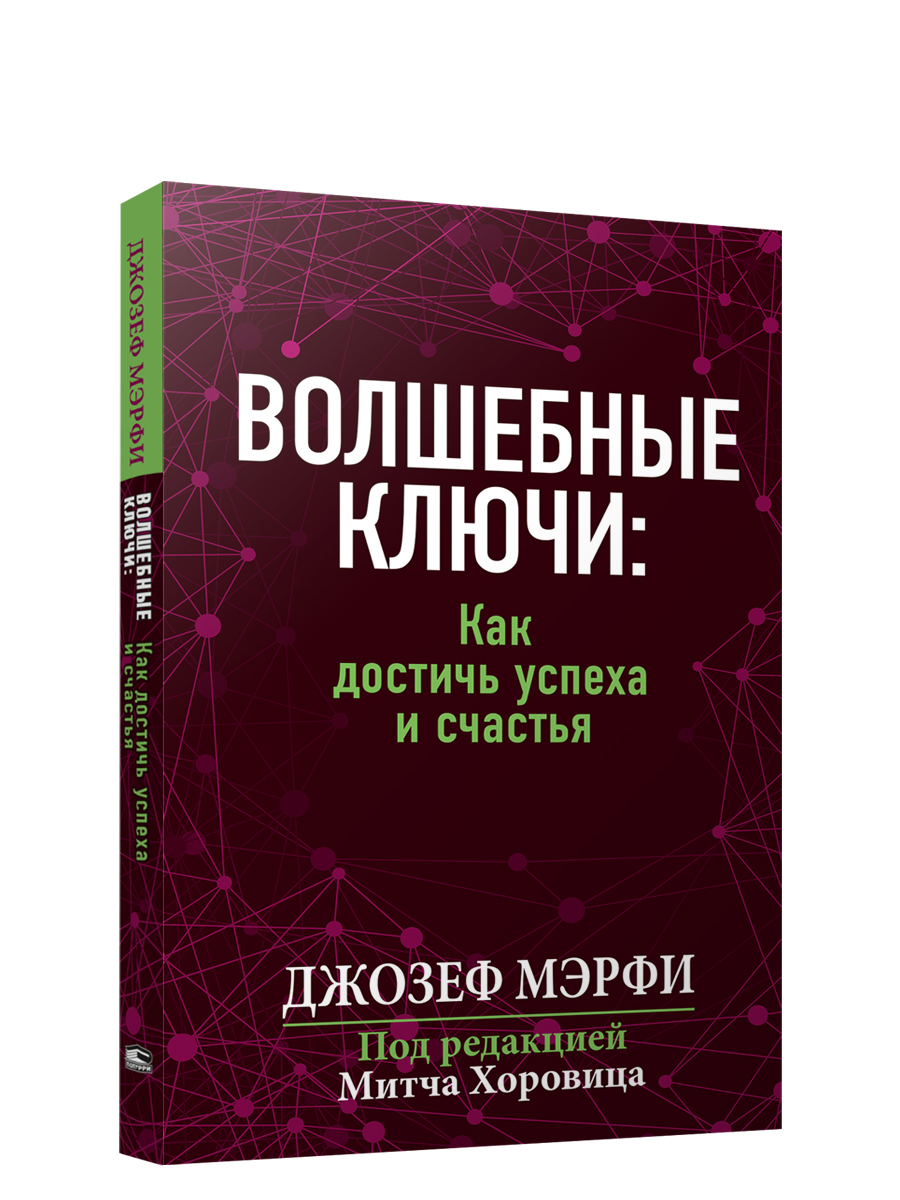 ВОЛШЕБНЫЕ
КЛЮЧИ:
Как
достичь успеха
и счастья
ДЖОЗЕФ МЭРФИ
Под редакцией
Митча Хоровица
ДЖОЗЕФ МЭРФИ
ВОЛШЕБНЫЕ
КЛЮЧИ:
Как достичь успеха
и счастья
ПОПУРРИ